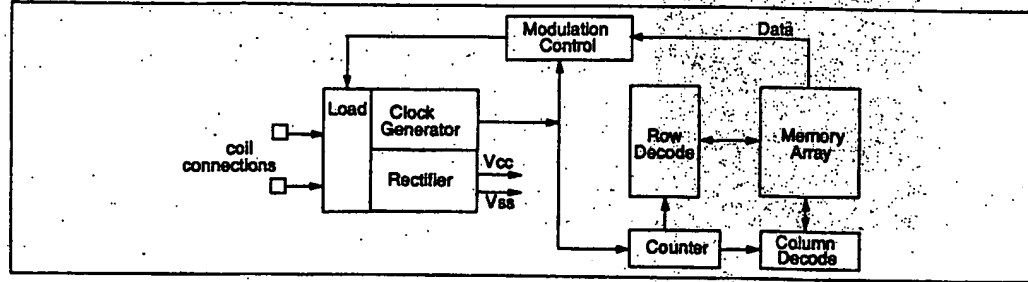 Modulation
Control
Data
Load
Clock
Generator
coil
connections
Rectifier
Vcc
Vss
Row
Decode
Memory
Array
Counter
Column
Decode